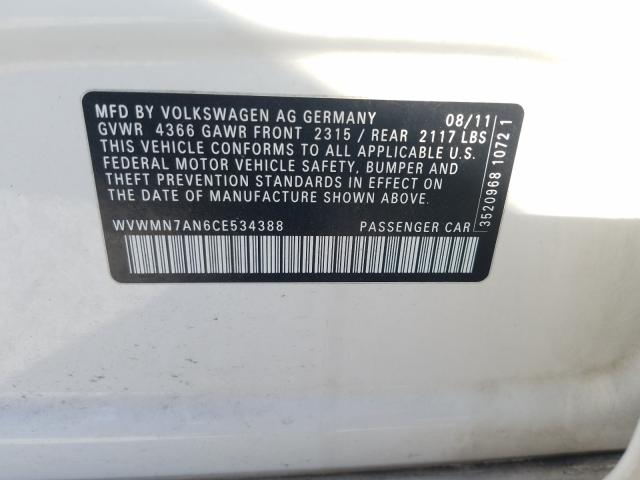 MFD BY VOLKSWAGEN AG GERMANY 08/11
GVWR 4366 GAWR FRONT 2315 / REAR 2117 LBS
THIS VEHICLE CONFORMS TO ALL APPLICABLE U.S.
FEDERAL MOTOR VEHICLE SAFETY, BUMPER AND
THEFT PREVENTION STANDARDS IN EFFECT ON
THE DATE OF MANUFACTURE SHOWN ABOVE.
WVWMN7AN6CE534388 PASSENGER CAR
3520968 1072 1